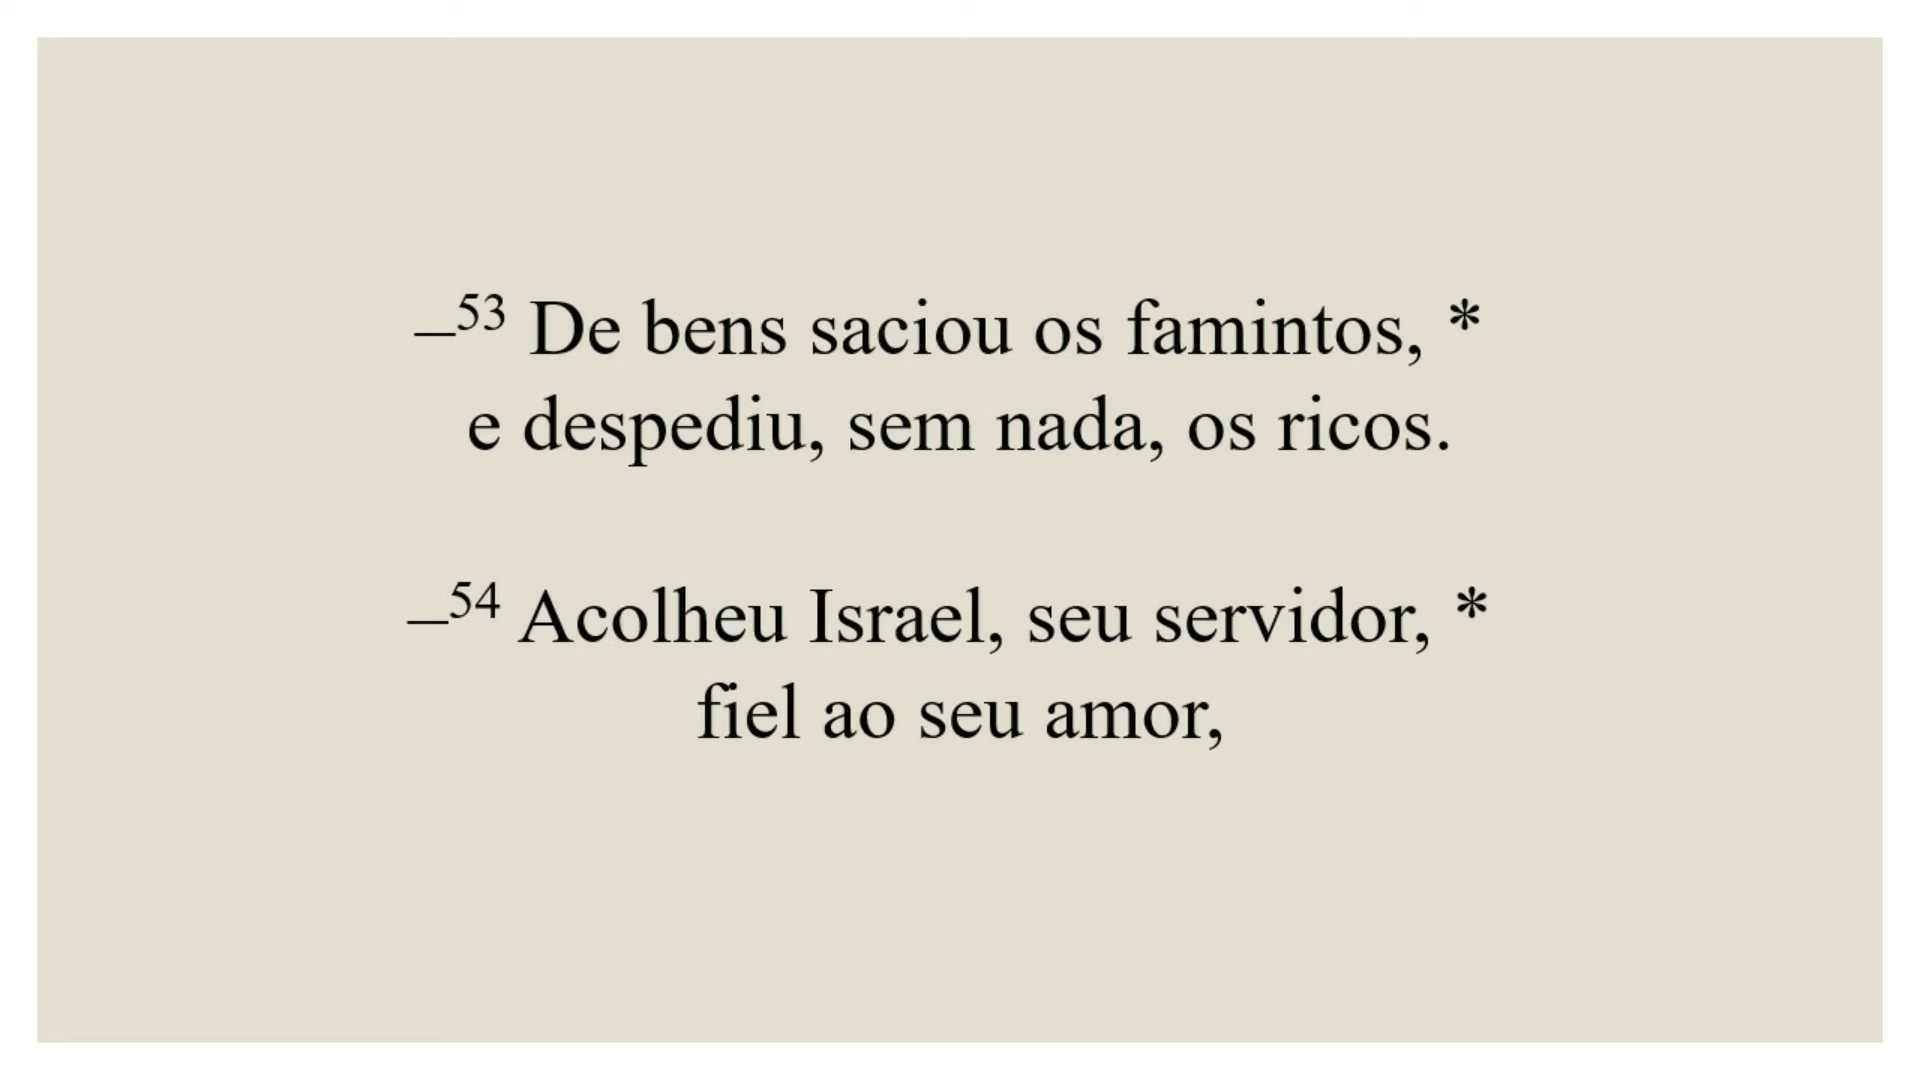 –53 De bens saciou os famintos, *
e despediu, sem nada, os ricos.
–54 Acolheu Israel, seu servidor, *
fiel ao seu amor,